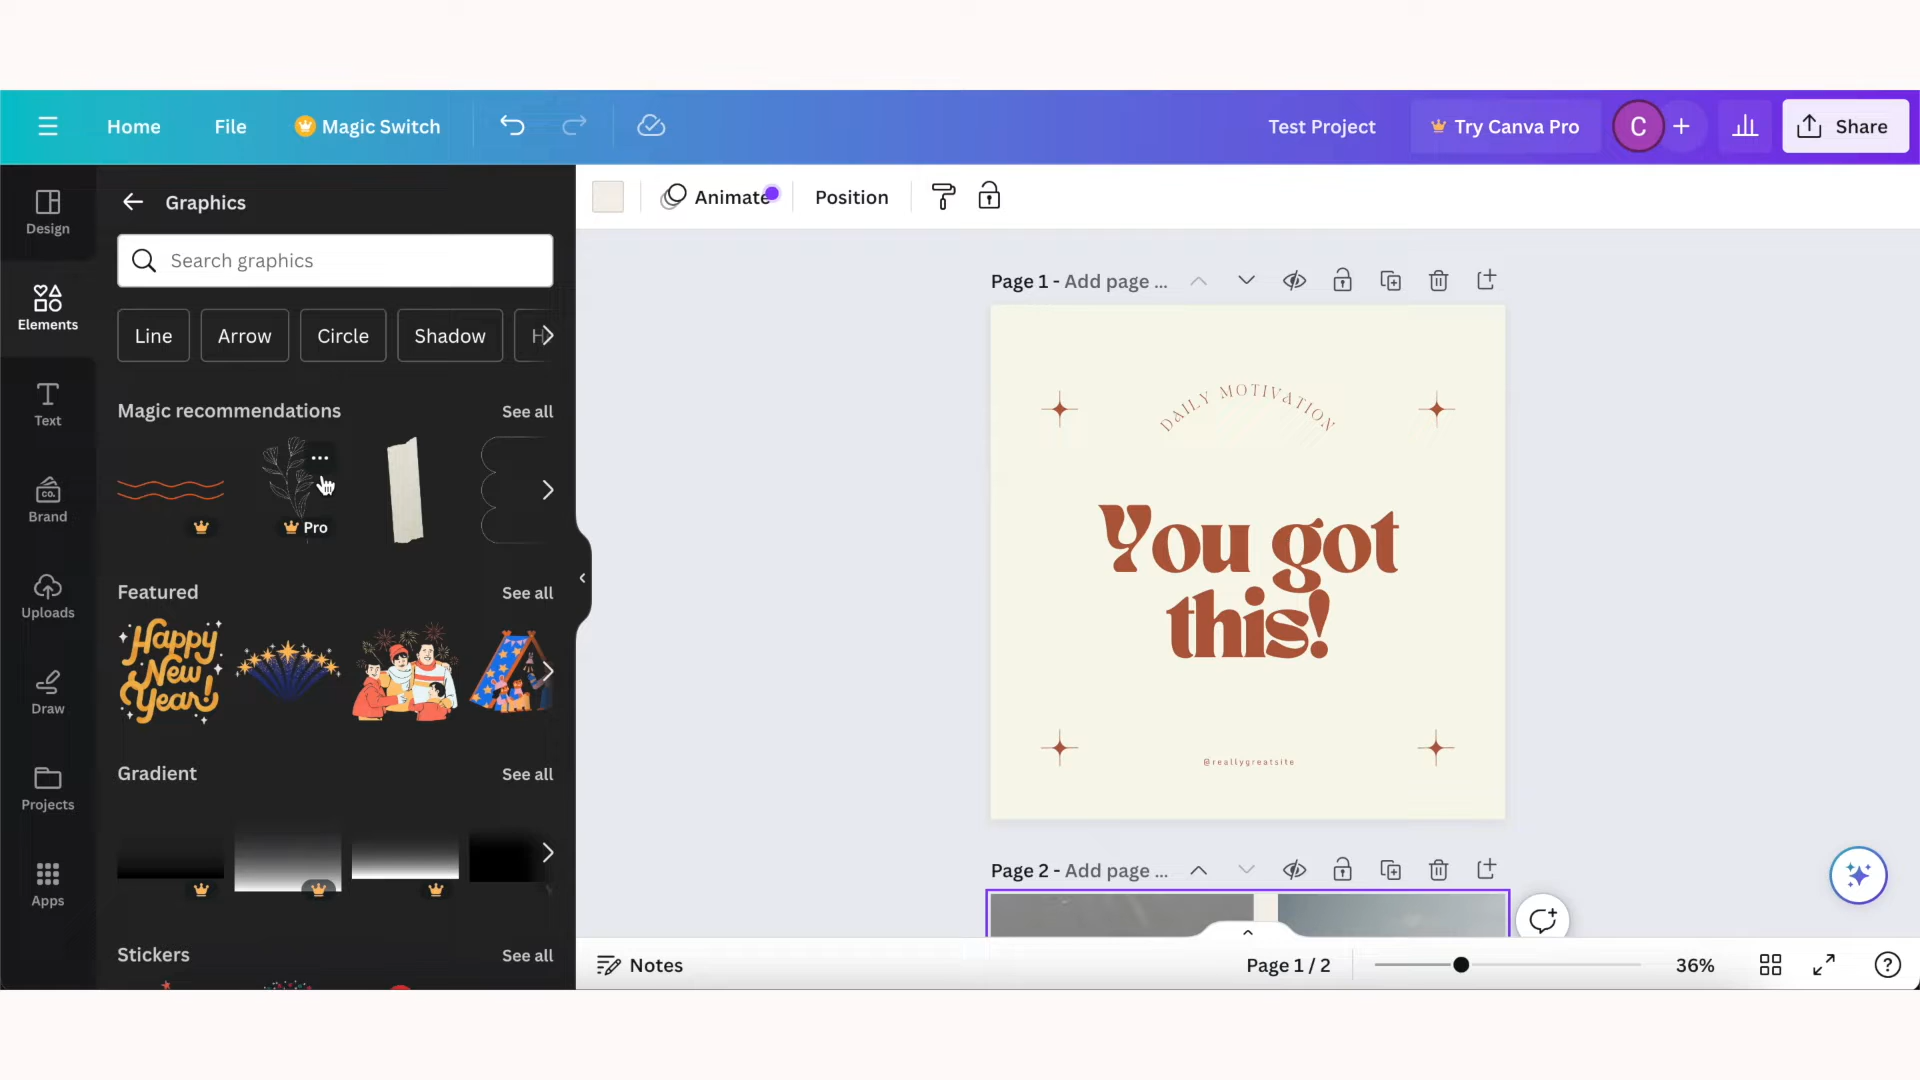 Home File Magic Switch Test Project Try Canva Pro C Share
Design
Elements
Text
CO.
Brand
Uploads
Draw
Projects
Apps
Graphics
Search graphics
Line Arrow Circle Shadow H
Magic recommendations See all
Pro
Featured See all
Happy
New
Year!
Gradient See all
Stickers See all
Animate Position
Page 1 - Add page ...
DAILY MOTIVATION
You got
this!
@reallygreatsite
Page 2 - Add page ...
Notes Page 1 / 2 36% ?